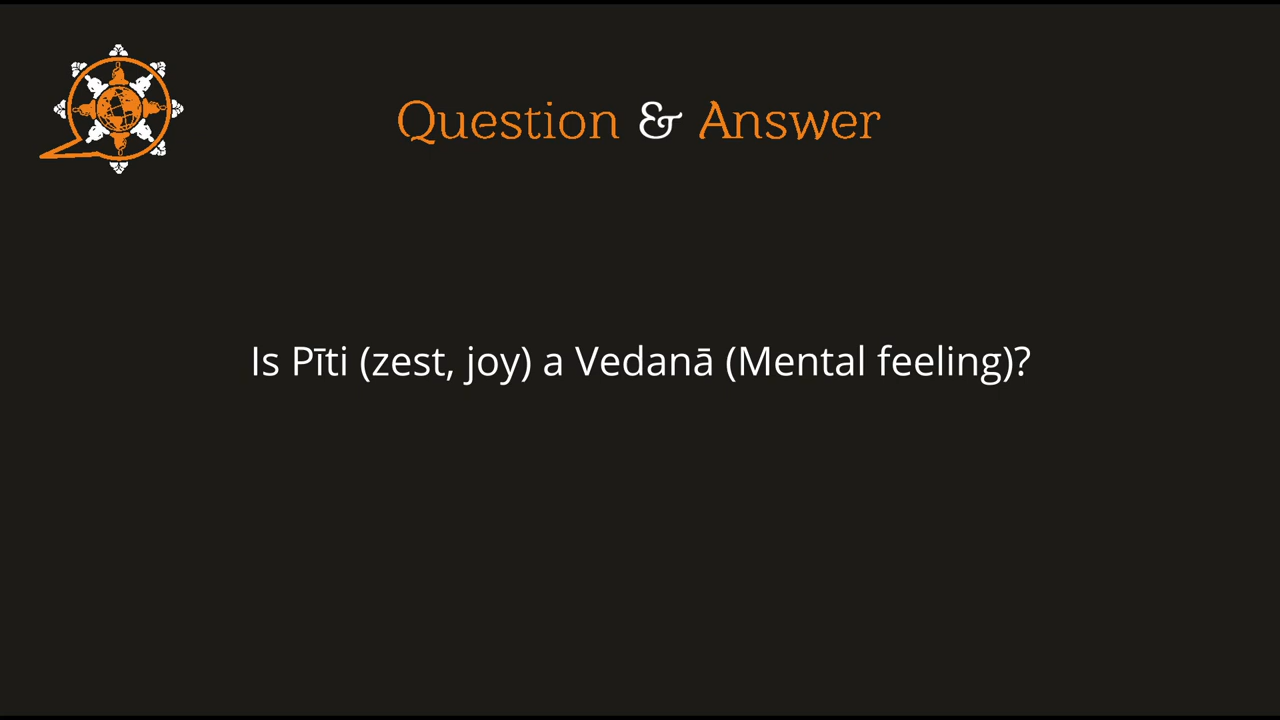 Question & Answer
Is Pīti (zest, joy) a Vedanā (Mental feeling)?